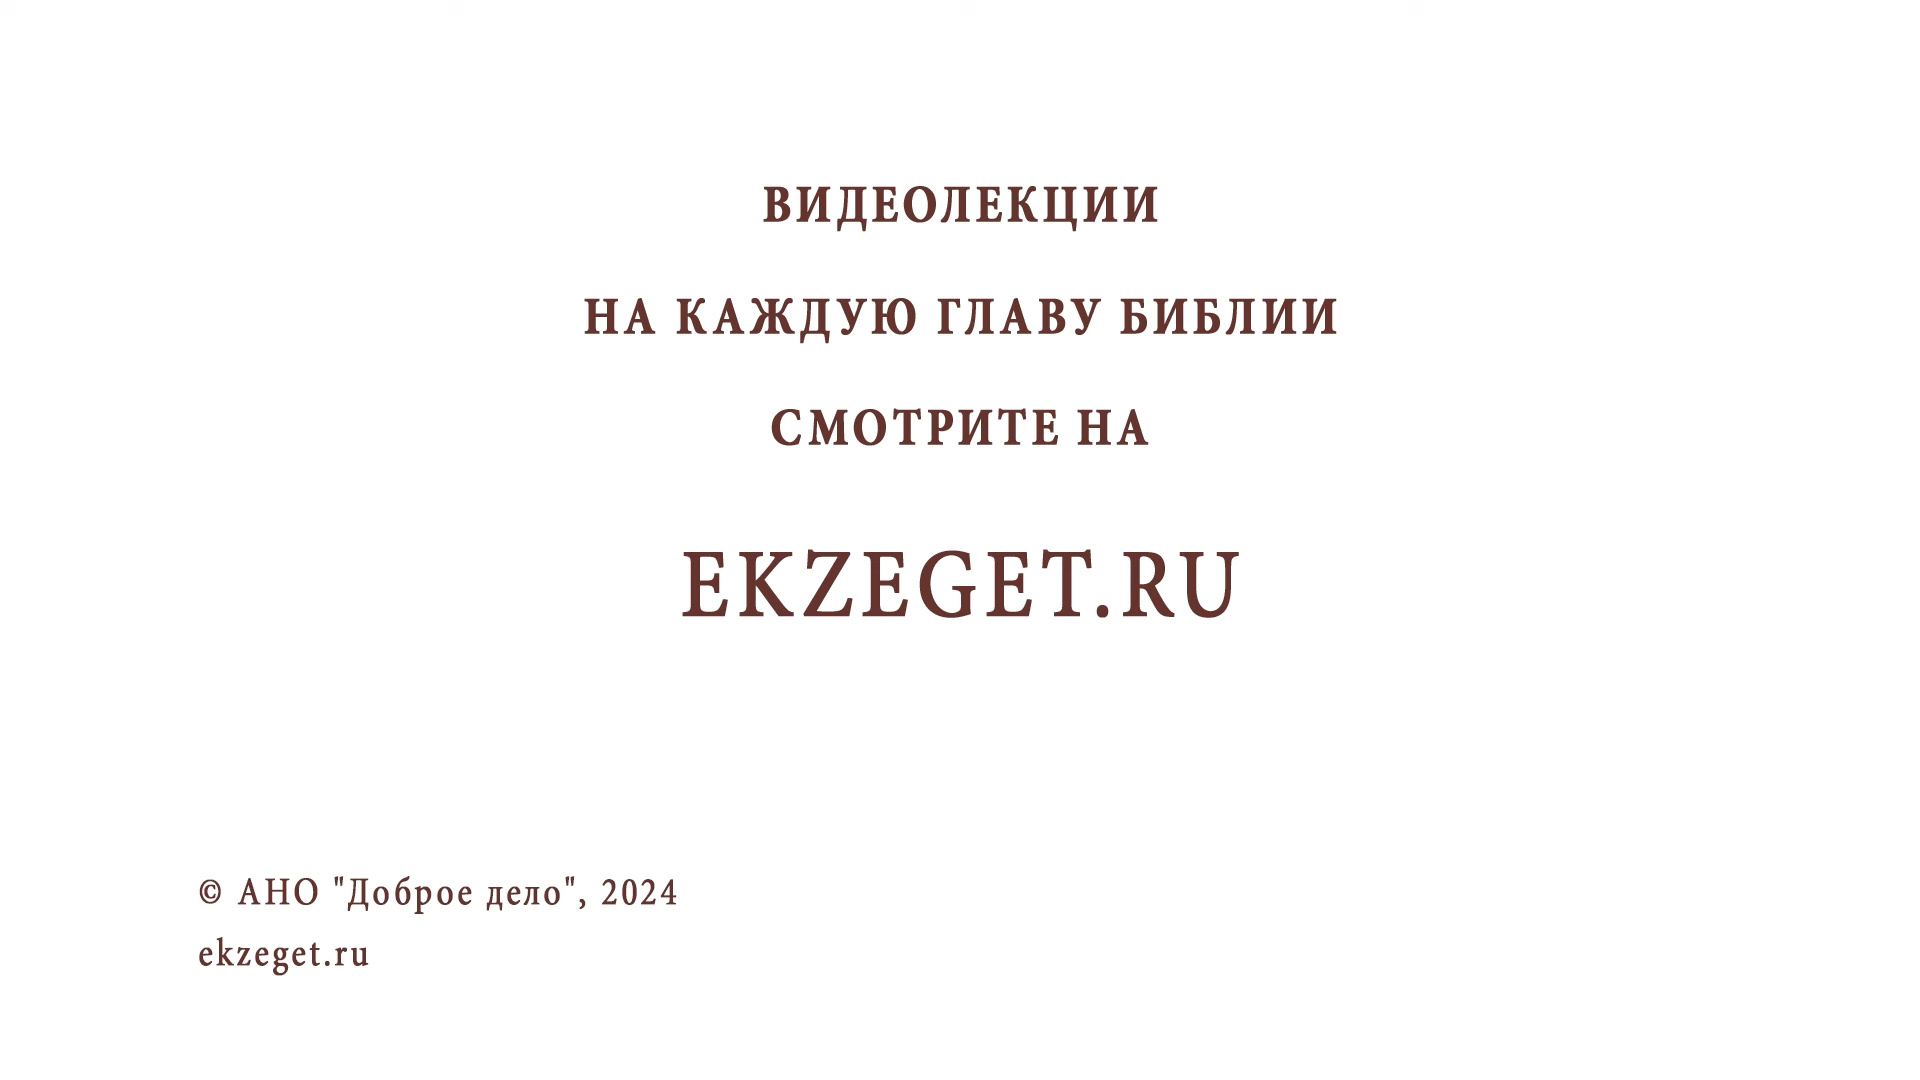 ВИДЕОЛЕКЦИИ
НА КАЖДУЮ ГЛАВУ БИБЛИИ
СМОТРИТЕ НА
EKZEGET.RU
© АНО "Доброе дело", 2024
ekzeget.ru